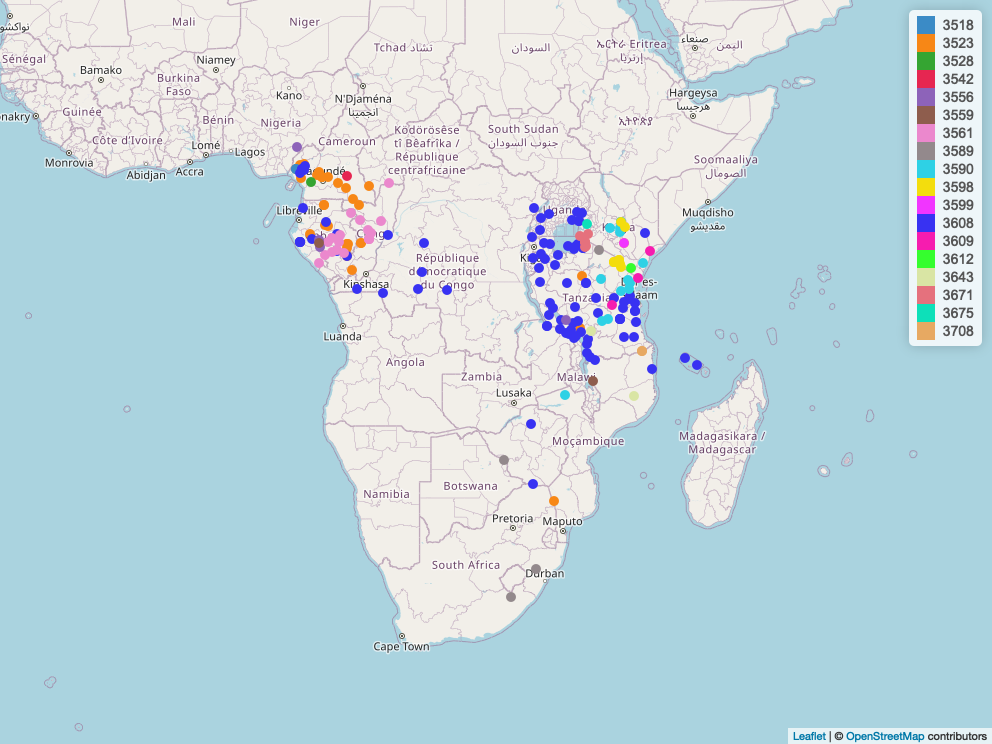 Mali
Niger
نواكشو
Tchad تشاد
السودان
ኤርትራ Eritrea
إرتريا
صنعاء
اليمن
Sénégal
Niamey
Bamako
Burkina
Faso
Kano
N'Djaména
انجمينا
Hargeysa
هرجيسا
Guinée
onakry
Bénin
Nigeria
Côte d'Ivoire
Lomé
Lagos
Cameroun
Ködörösêse
tî Bêafrîka /
République
centrafricaine
South Sudan
جنوب السودان
ኢትዮጵያ
Monrovia
Abidjan
Accra
Soomaaliya
الصومال
Libreville
Muqdisho
مقديشو
République
démocratique
du Congo
Kinshasa
Tanzania
Luanda
Angola
Zambia
Malawi
Lusaka
Moçambique
Madagasikara /
Madagascar
Namibia
Botswana
Pretoria
Maputo
South Africa
Durban
Cape Town
3518
3523
3528
3542
3556
3559
3561
3589
3590
3598
3599
3608
3609
3612
3643
3671
3675
3708
Leaflet | © OpenStreetMap contributors